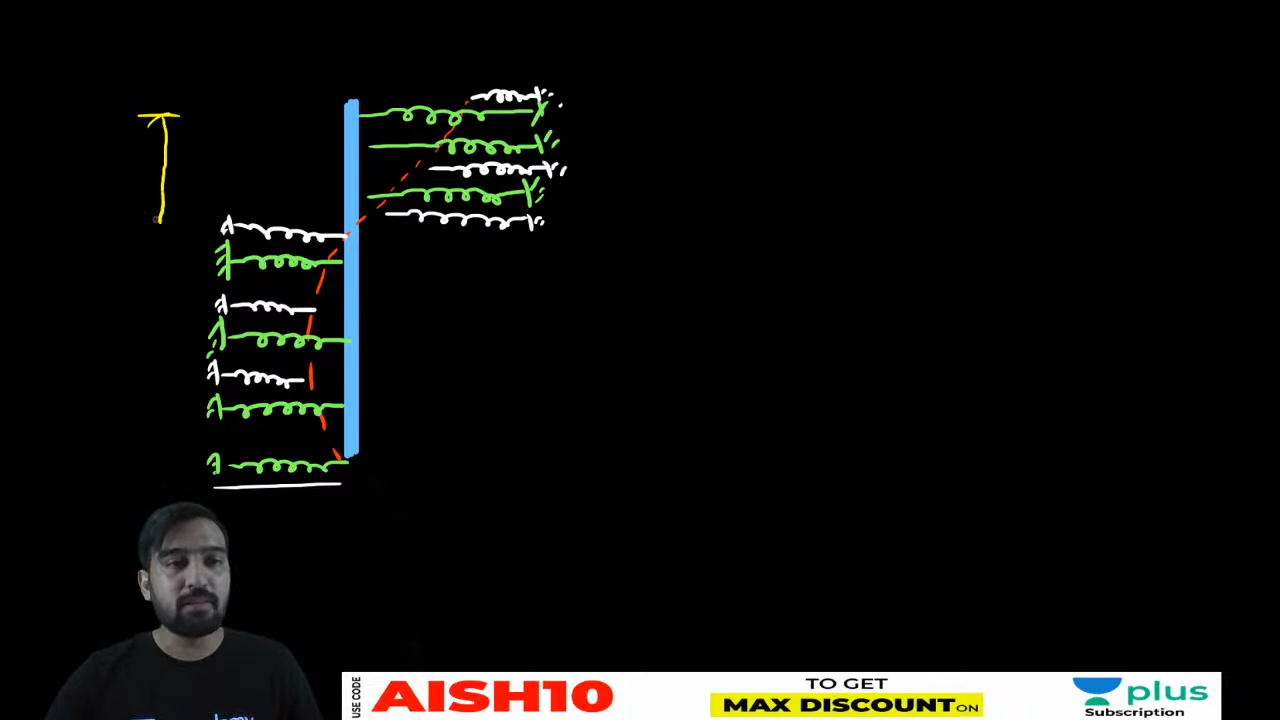 USE CODE
AISH10
TO GET
MAX DISCOUNT ON
plus
Subscription